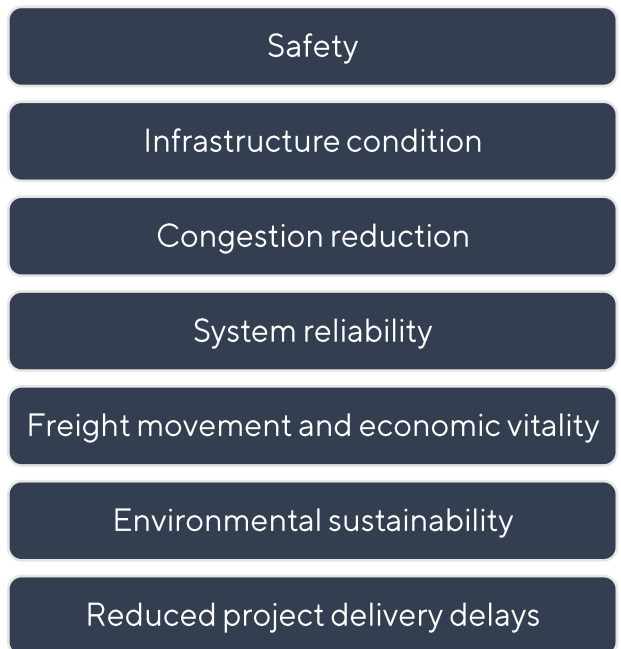 Safety
Infrastructure condition
Congestion reduction
System reliability
Freight movement and economic vitality
Environmental sustainability
Reduced project delivery delays